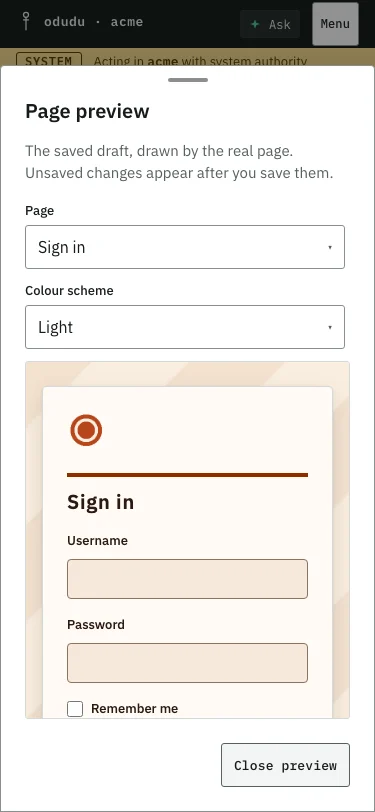 odudu · acme
Ask
Menu
SYSTEM Acting in acme with system authority
Page preview
The saved draft, drawn by the real page.
Unsaved changes appear after you save them.
Page
Sign in
Colour scheme
Light
Sign in
Username
Password
Remember me
Close preview